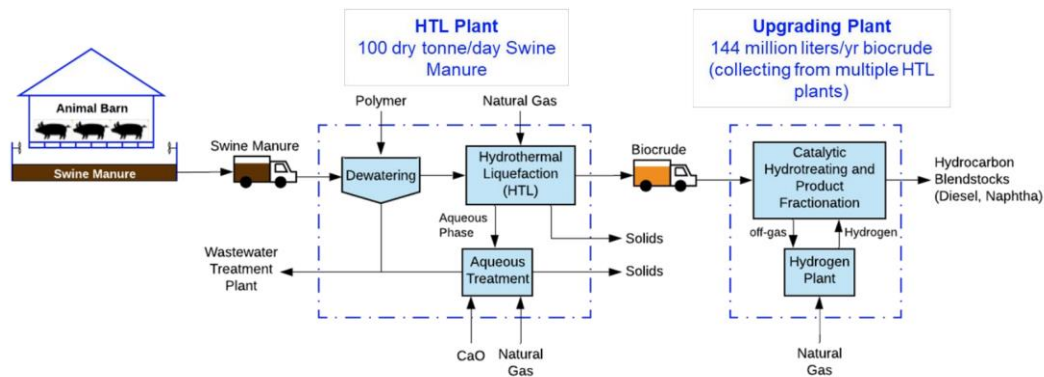 HTL Plant
100 dry tonne/day Swine
Manure
Upgrading Plant
144 million liters/yr biocrude
(collecting from multiple HTL
plants)
Animal Barn
Swine Manure
Swine Manure
Polymer
Natural Gas
Dewatering
Hydrothermal
Liquefaction
(HTL)
Aqueous
Phase
Solids
Wastewater
Treatment
Plant
Aqueous
Treatment
Solids
CaO
Natural
Gas
Biocrude
Catalytic
Hydrotreating and
Product
Fractionation
Hydrocarbon
Blendstocks
(Diesel, Naphtha)
off-gas
Hydrogen
Hydrogen
Plant
Natural
Gas